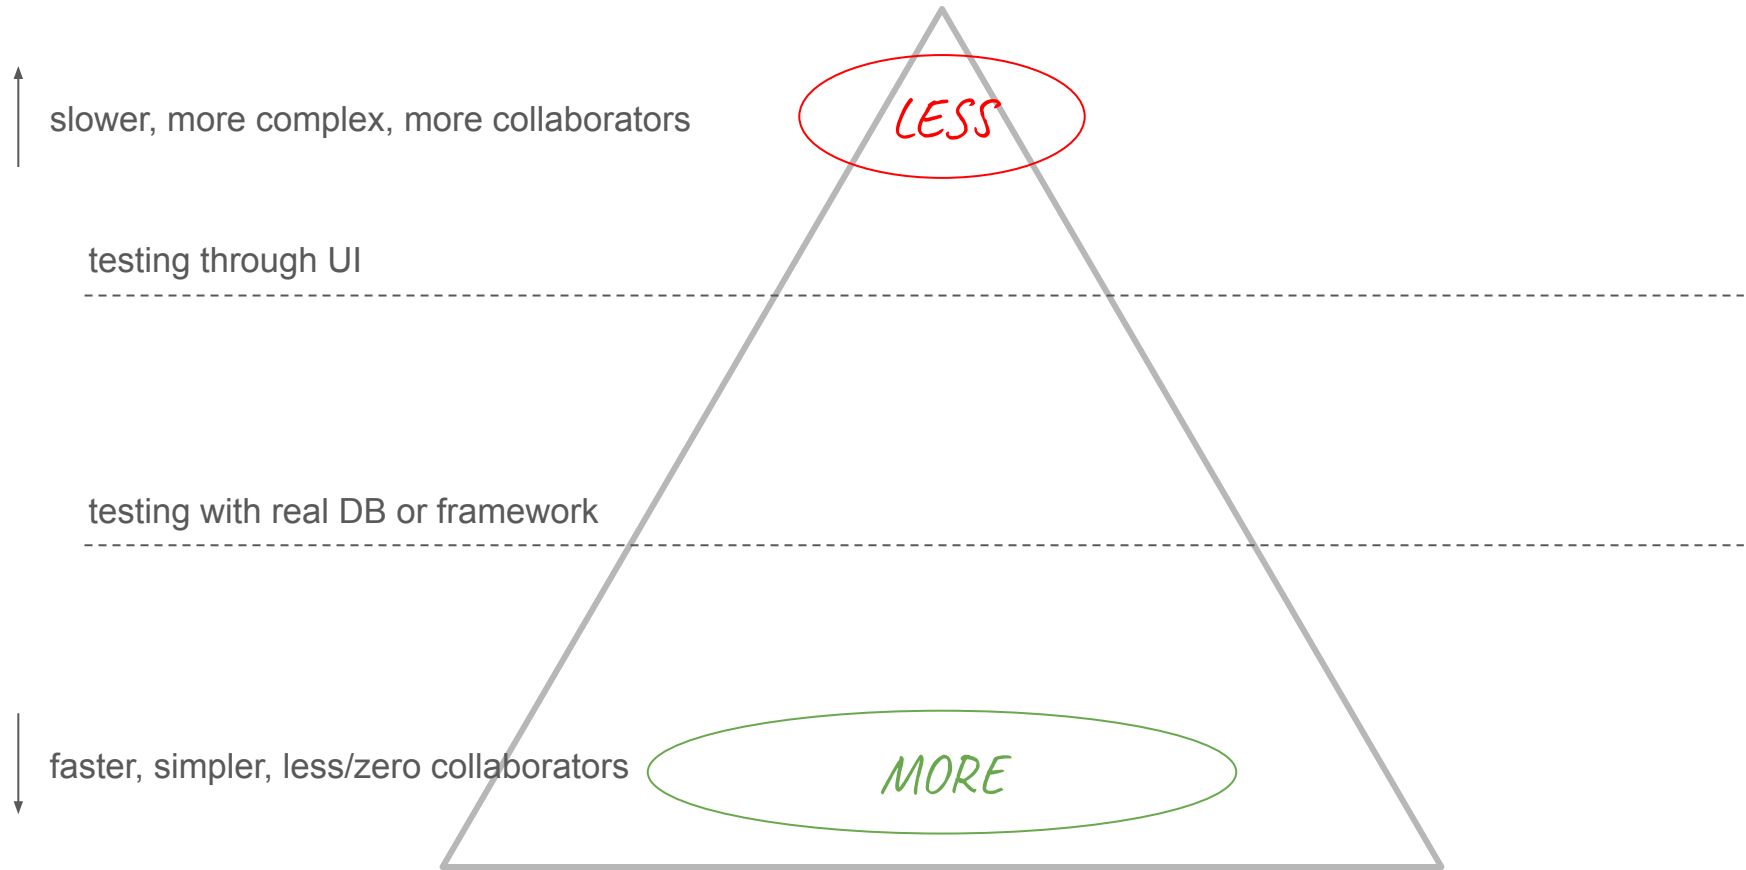 LESS
slower, more complex, more collaborators
testing through UI
testing with real DB or framework
MORE
faster, simpler, less/zero collaborators